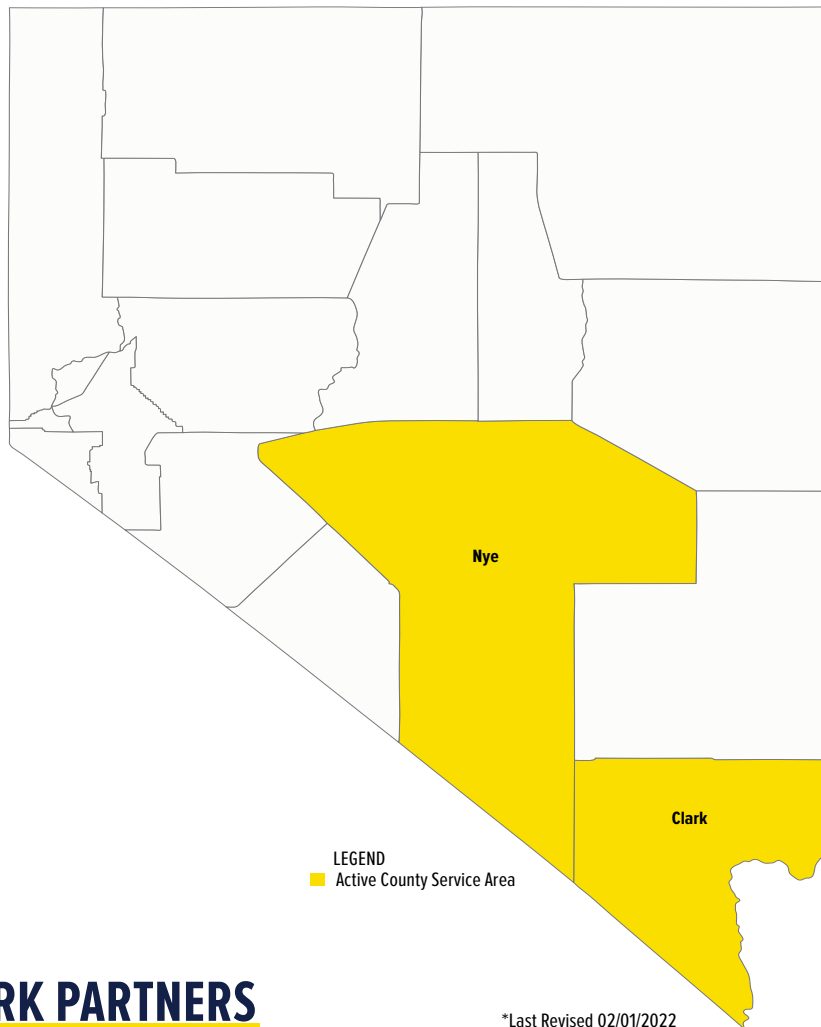 Nye
Clark
LEGEND
Active County Service Area
RK PARTNERS
*Last Revised 02/01/2022